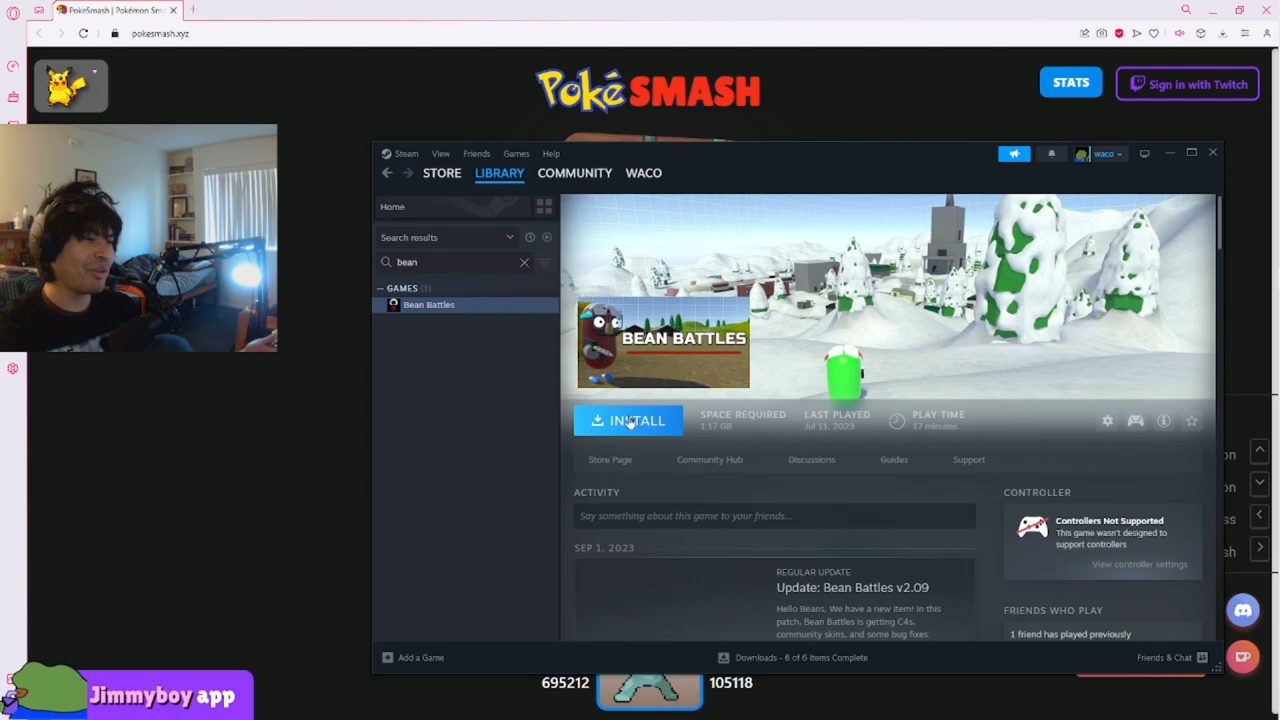 PokeSmash | Pokémon Sm
pokesmash.xyz
PokéSMASH
STATS
Sign in with Twitch
Steam View Friends Games Help
waco
STORE LIBRARY COMMUNITY WACO
Home
Search results
bean
GAMES (1)
Bean Battles
BEAN BATTLES
INSTALL
SPACE REQUIRED
1.17 GB
LAST PLAYED
Jul 11, 2023
PLAY TIME
17 minutes
Store Page Community Hub Discussions Guides Support
ACTIVITY
Say something about this game to your friends...
SEP 1, 2023
REGULAR UPDATE
Update: Bean Battles v2.09
Hello Beans, We have a new item! In this
patch, Bean Battles is getting C4s,
community skins, and some bug fixes:
CONTROLLER
Controllers Not Supported
This game wasn't designed to
support controllers
View controller settings
FRIENDS WHO PLAY
1 friend has played previously
Add a Game
Downloads - 6 of 6 Items Complete
Friends & Chat
on
on
ss
sh
695212
105118
Jimmyboy app